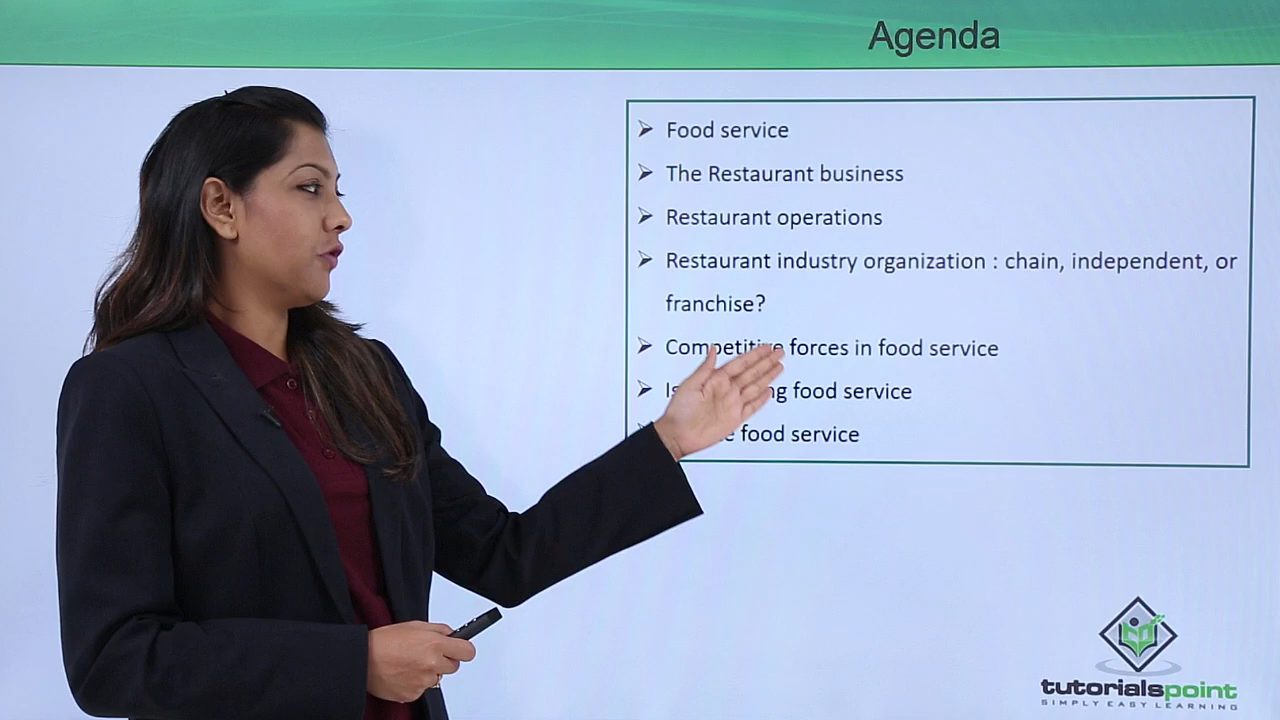 Agenda
Food service
The Restaurant business
Restaurant operations
Restaurant industry organization : chain, independent, or
franchise?
Competitive forces in food service
food service
food service
tutorialspoint
SIMPLY EASY LEARNING